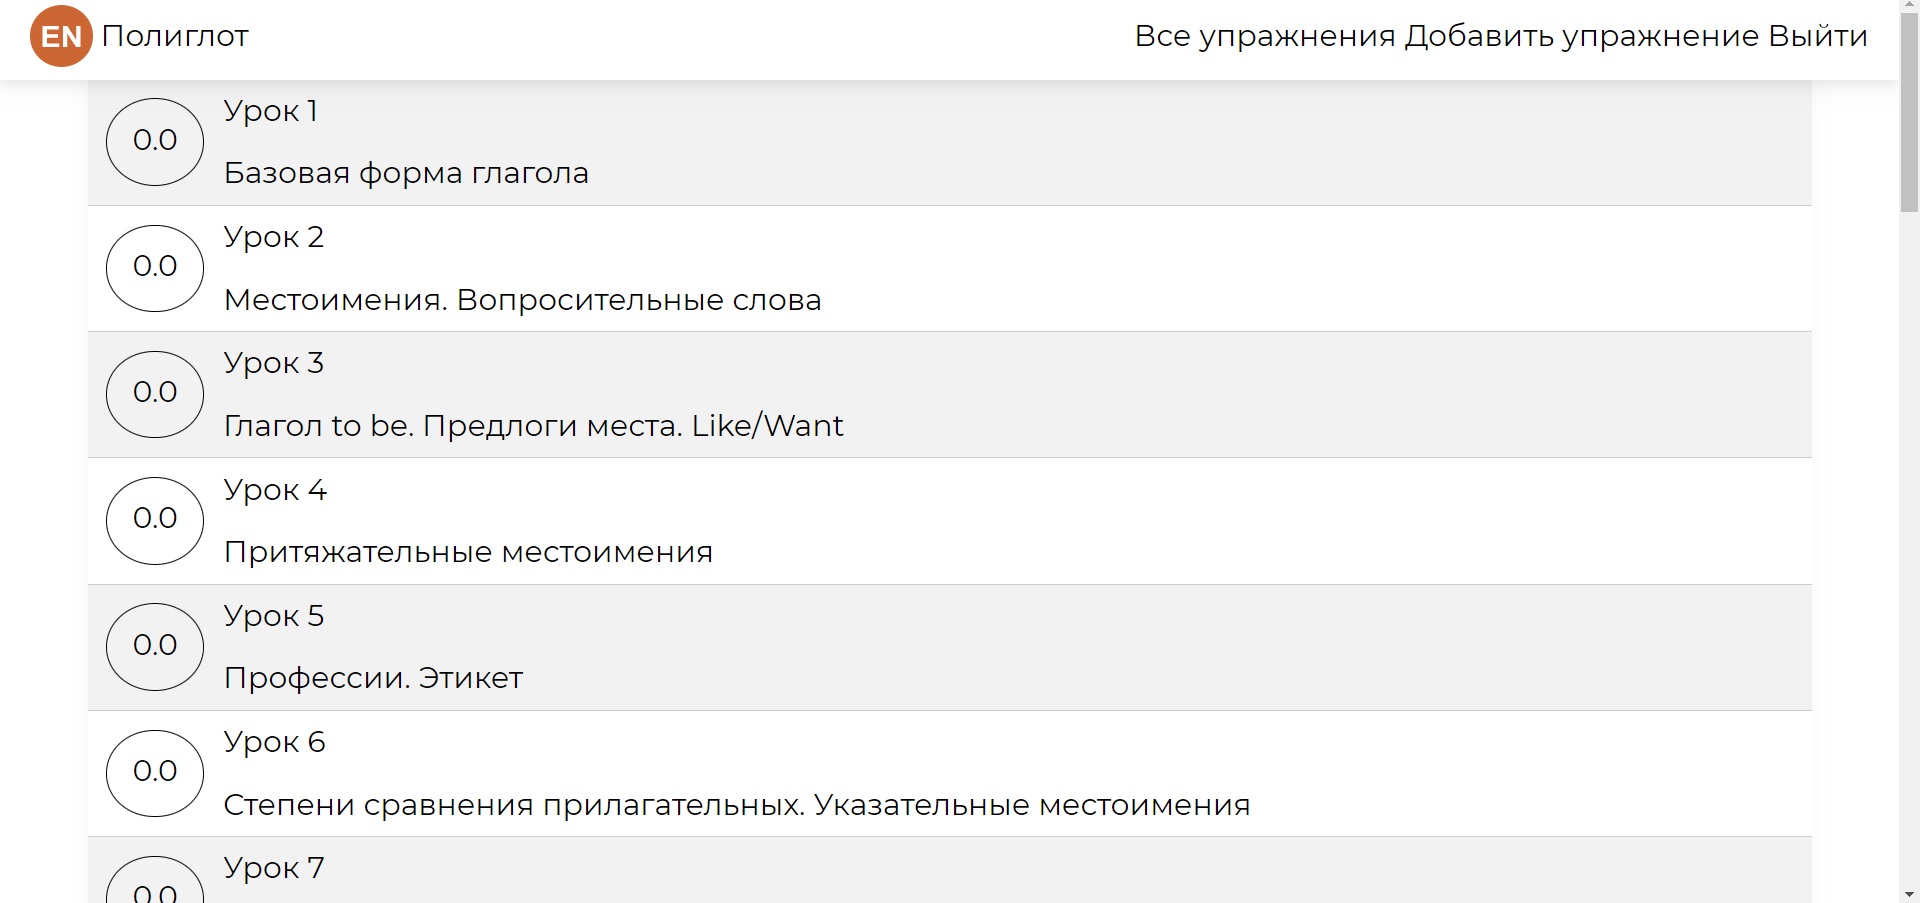 EN Полиглот
Все упражнения Добавить упражнение Выйти
0.0
Урок 1
Базовая форма глагола
0.0
Урок 2
Местоимения. Вопросительные слова
0.0
Урок 3
Глагол to be. Предлоги места. Like/Want
0.0
Урок 4
Притяжательные местоимения
0.0
Урок 5
Профессии. Этикет
0.0
Урок 6
Степени сравнения прилагательных. Указательные местоимения
0.0
Урок 7